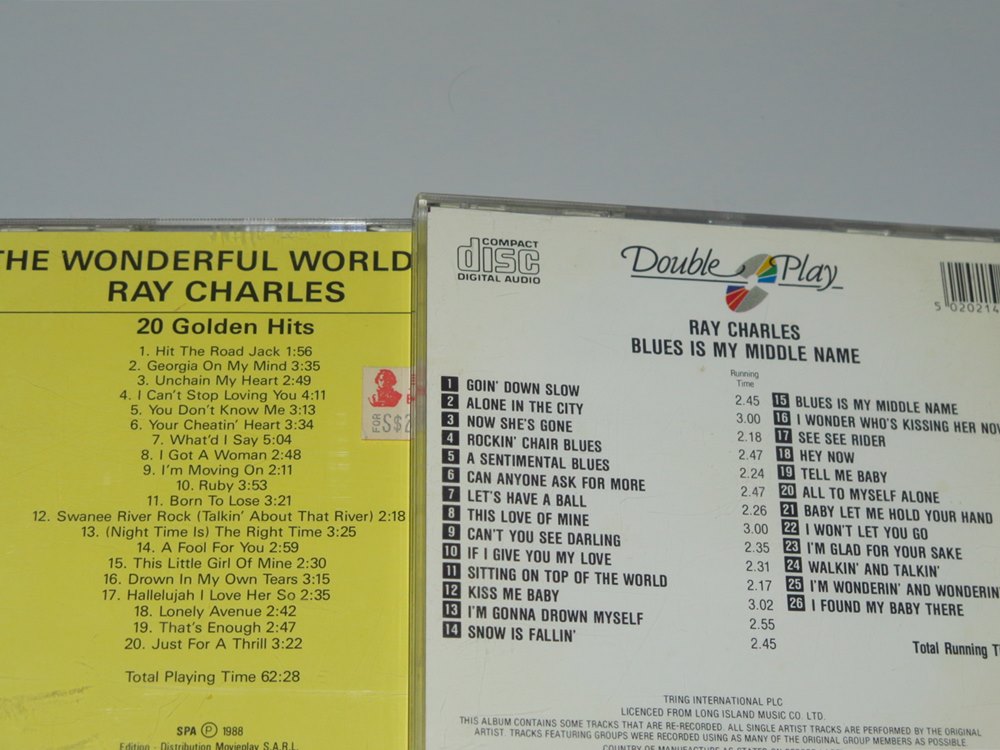 THE WONDERFUL WORLD
RAY CHARLES
20 Golden Hits
1. Hit The Road Jack 1:56
2. Georgia On My Mind 3:35
3. Unchain My Heart 2:49
4. I Can't Stop Loving You 4:11
5. You Don't Know Me 3:13
6. Your Cheatin' Heart 3:34
7. What'd I Say 5:04
8. I Got A Woman 2:48
9. I'm Moving On 2:11
10. Ruby 3:53
11. Born To Lose 3:21
12. Swanee River Rock (Talkin' About That River) 2:18
13. (Night Time Is) The Right Time 3:25
14. A Fool For You 2:59
15. This Little Girl Of Mine 2:30
16. Drown In My Own Tears 3:15
17. Hallelujah I Love Her So 2:35
18. Lonely Avenue 2:42
19. That's Enough 2:47
20. Just For A Thrill 3:22
Total Playing Time 62:28
SPA ℗ 1988
Edition - Distribution Movieplay S.A.R.L.
FOR S$2
COMPACT
disc
DIGITAL AUDIO
Double Play
5 020214
RAY CHARLES
BLUES IS MY MIDDLE NAME
Running
Time
1 GOIN' DOWN SLOW 2.45
2 ALONE IN THE CITY 3.00
3 NOW SHE'S GONE 2.18
4 ROCKIN' CHAIR BLUES 2.47
5 A SENTIMENTAL BLUES 2.24
6 CAN ANYONE ASK FOR MORE 2.47
7 LET'S HAVE A BALL 2.26
8 THIS LOVE OF MINE 3.00
9 CAN'T YOU SEE DARLING 2.35
10 IF I GIVE YOU MY LOVE 2.31
11 SITTING ON TOP OF THE WORLD 2.17
12 KISS ME BABY 3.02
13 I'M GONNA DROWN MYSELF 2.55
14 SNOW IS FALLIN' 2.45
15 BLUES IS MY MIDDLE NAME
16 I WONDER WHO'S KISSING HER NOW
17 SEE SEE RIDER
18 HEY NOW
19 TELL ME BABY
20 ALL TO MYSELF ALONE
21 BABY LET ME HOLD YOUR HAND
22 I WON'T LET YOU GO
23 I'M GLAD FOR YOUR SAKE
24 WALKIN' AND TALKIN'
25 I'M WONDERIN' AND WONDERIN
26 I FOUND MY BABY THERE
Total Running T
TRING INTERNATIONAL PLC
LICENCED FROM LONG ISLAND MUSIC CO. LTD.
THIS ALBUM CONTAINS SOME TRACKS THAT ARE RE-RECORDED. ALL SINGLE ARTIST TRACKS ARE PERFORMED BY THE ORIGINAL
ARTIST. TRACKS FEATURING GROUPS WERE RECORDED USING AS MANY OF THE ORIGINAL GROUP MEMBERS AS POSSIBLE.
COUNTRY OF MANUFACTURE AS STATED ON